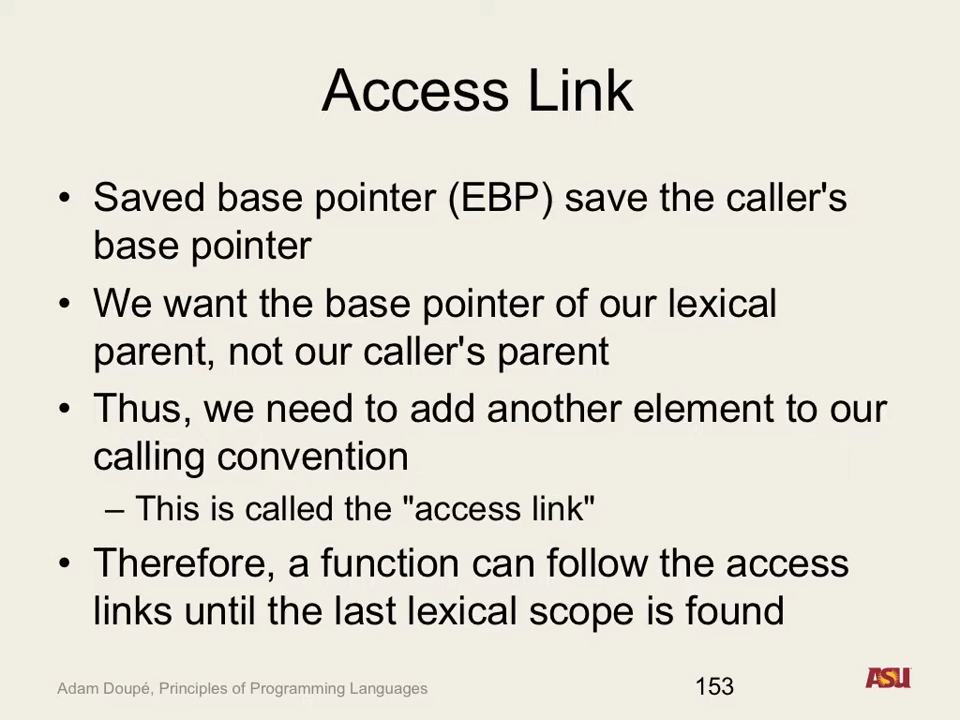 Access Link
• Saved base pointer (EBP) save the caller's
base pointer
• We want the base pointer of our lexical
parent, not our caller's parent
• Thus, we need to add another element to our
calling convention
– This is called the "access link"
• Therefore, a function can follow the access
links until the last lexical scope is found
Adam Doupé, Principles of Programming Languages
153
ASU